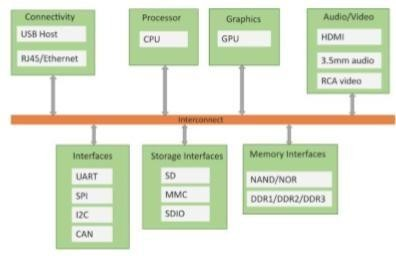 Connectivity
USB Host
RJ45/Ethernet
Processor
CPU
Graphics
GPU
Audio/Video
HDMI
3.5mm audio
RCA video
Interconnect
Interfaces
UART
SPI
I2C
CAN
Storage Interfaces
SD
MMC
SDIO
Memory Interfaces
NAND/NOR
DDR1/DDR2/DDR3